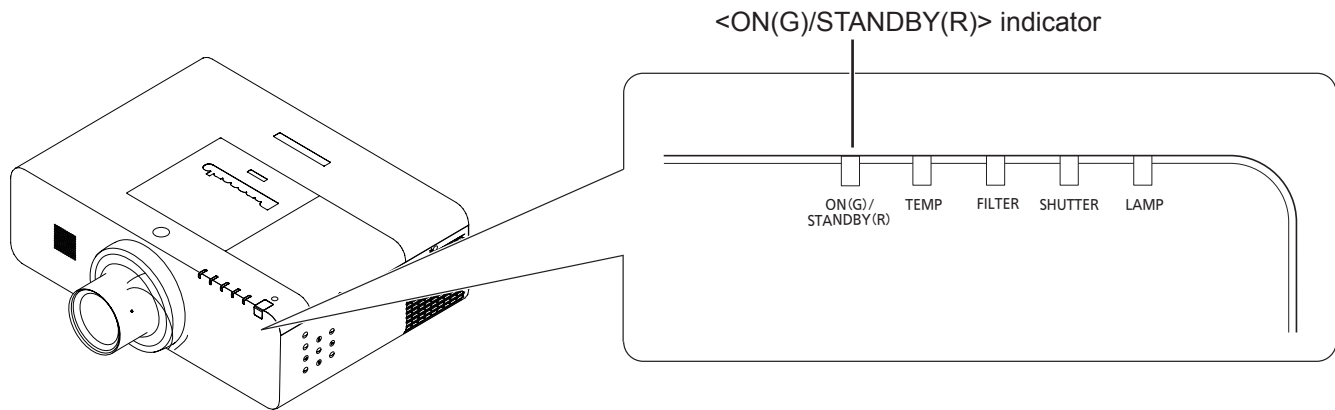 <ON(G)/STANDBY(R)> indicator
ON(G)/
STANDBY(R)
TEMP
FILTER
SHUTTER
LAMP